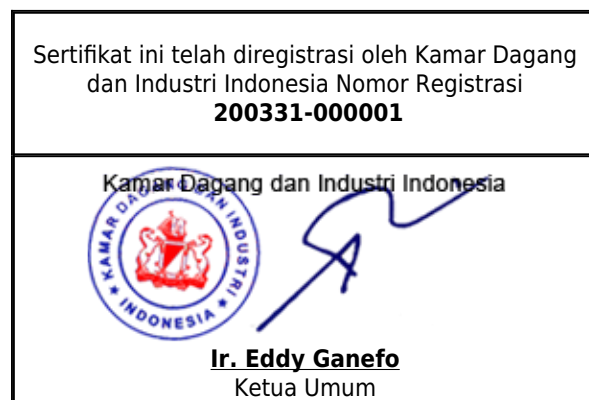 Sertifikat ini telah diregistrasi oleh Kamar Dagang
dan Industri Indonesia Nomor Registrasi
200331-000001
Kamar Dagang dan Industri Indonesia
KAMAR DAGANG DAN INDUSTRI
INDONESIA
Ir. Eddy Ganefo
Ketua Umum